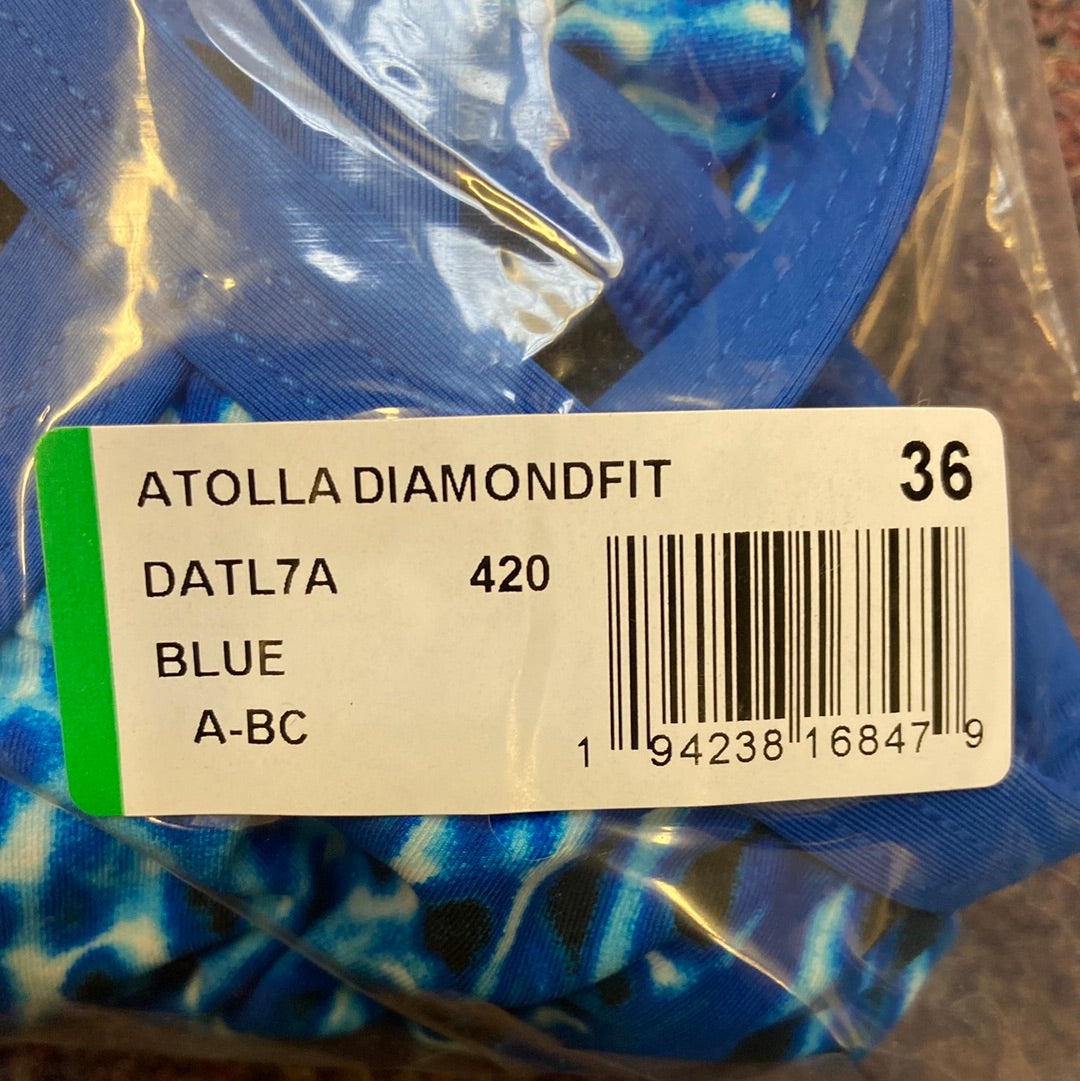 ATOLLA DIAMONDFIT 36
DATL7A 420
BLUE
A-BC
1 94238 16847 9